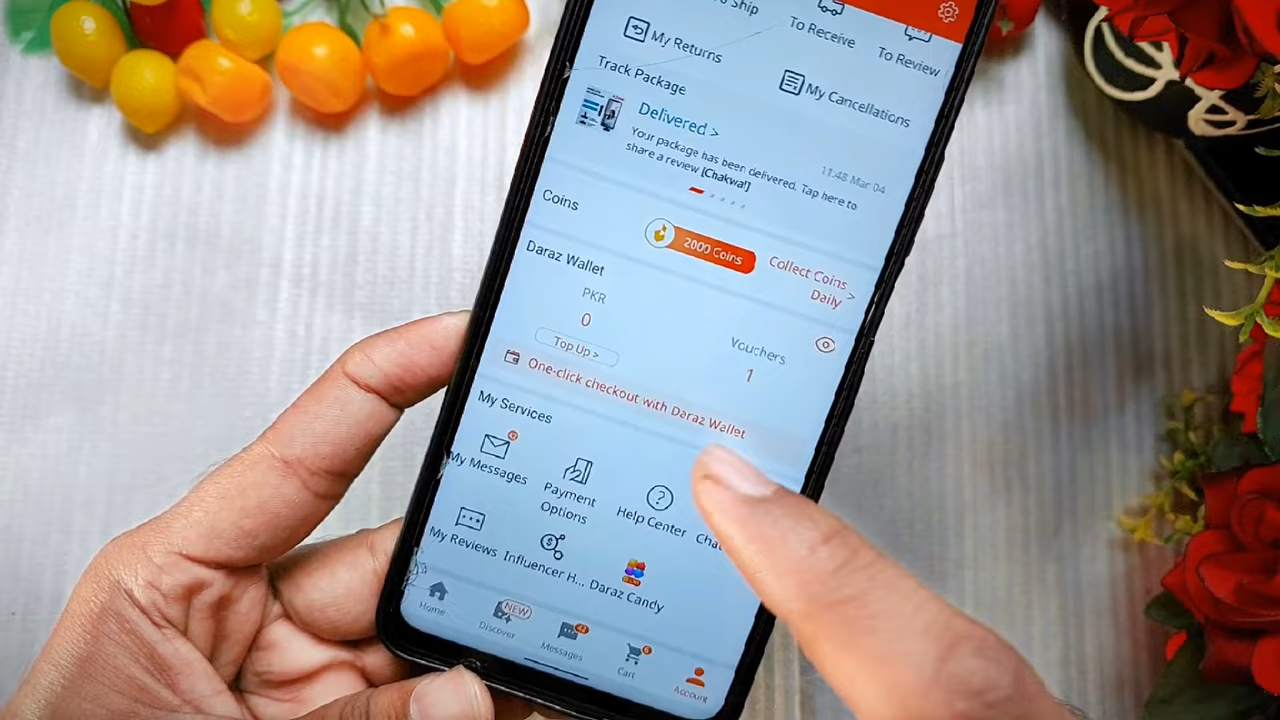 Ship
To Receive
To Review
My Returns
My Cancellations
Track Package
Delivered >
Your package has been delivered. Tap here to
share a review [Chakwal]
11:48 Mar 04
Coins
2000 Coins
Collect Coins
Daily >
Daraz Wallet
PKR
0
Top Up >
Vouchers
1
One-click checkout with Daraz Wallet
My Services
My Messages
Payment
Options
Help Center
My Reviews
Influencer H...
Daraz Candy
Home
NEW
Discover
Messages
Cart
Account